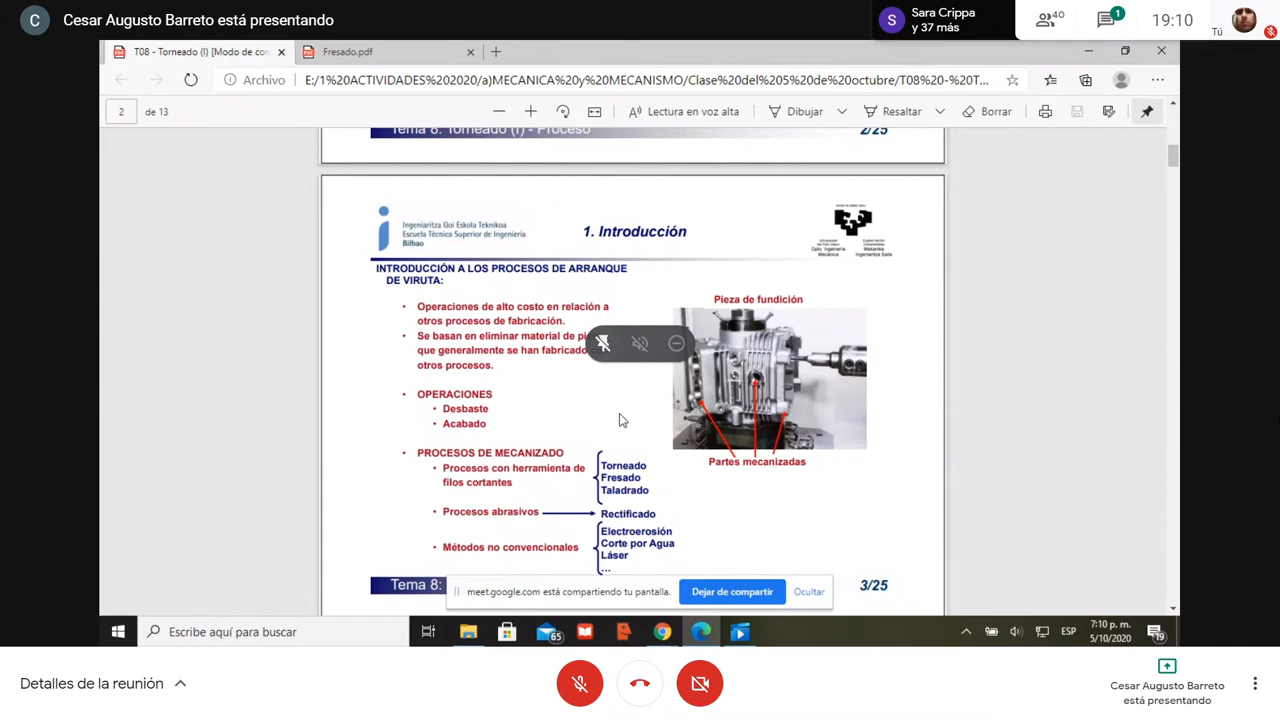 C Cesar Augusto Barreto está presentando
S Sara Crippa
y 37 más
40
1
19:10
Tú
T08 - Torneado (I) [Modo de con
Fresado.pdf
Archivo
E:/1%20ACTIVIDADES%202020/a)MECANICA%20y%20MECANISMO/Clase%20del%205%20de%20octubre/T08%20-%20T...
2 de 13
Lectura en voz alta
Dibujar
Resaltar
Borrar
Tema 8: Torneado (I) - Proceso 2/25
Ingeniaritza Goi Eskola Teknikoa
Escuela Técnica Superior de Ingeniería
Bilbao
1. Introducción
INTRODUCCIÓN A LOS PROCESOS DE ARRANQUE
DE VIRUTA:
• Operaciones de alto costo en relación a
otros procesos de fabricación.
• Se basan en eliminar material de
que generalmente se han fabricado
otros procesos.
• OPERACIONES
• Desbaste
• Acabado
• PROCESOS DE MECANIZADO
• Procesos con herramienta de
filos cortantes
Torneado
Fresado
Taladrado
• Procesos abrasivos
Rectificado
• Métodos no convencionales
Electroerosión
Corte por Agua
Láser
...
Pieza de fundición
Partes mecanizadas
Tema 8:
3/25
meet.google.com está compartiendo tu pantalla.
Dejar de compartir
Ocultar
Escribe aquí para buscar
65
ESP
7:10 p. m.
5/10/2020
19
Detalles de la reunión
Cesar Augusto Barreto
está presentando